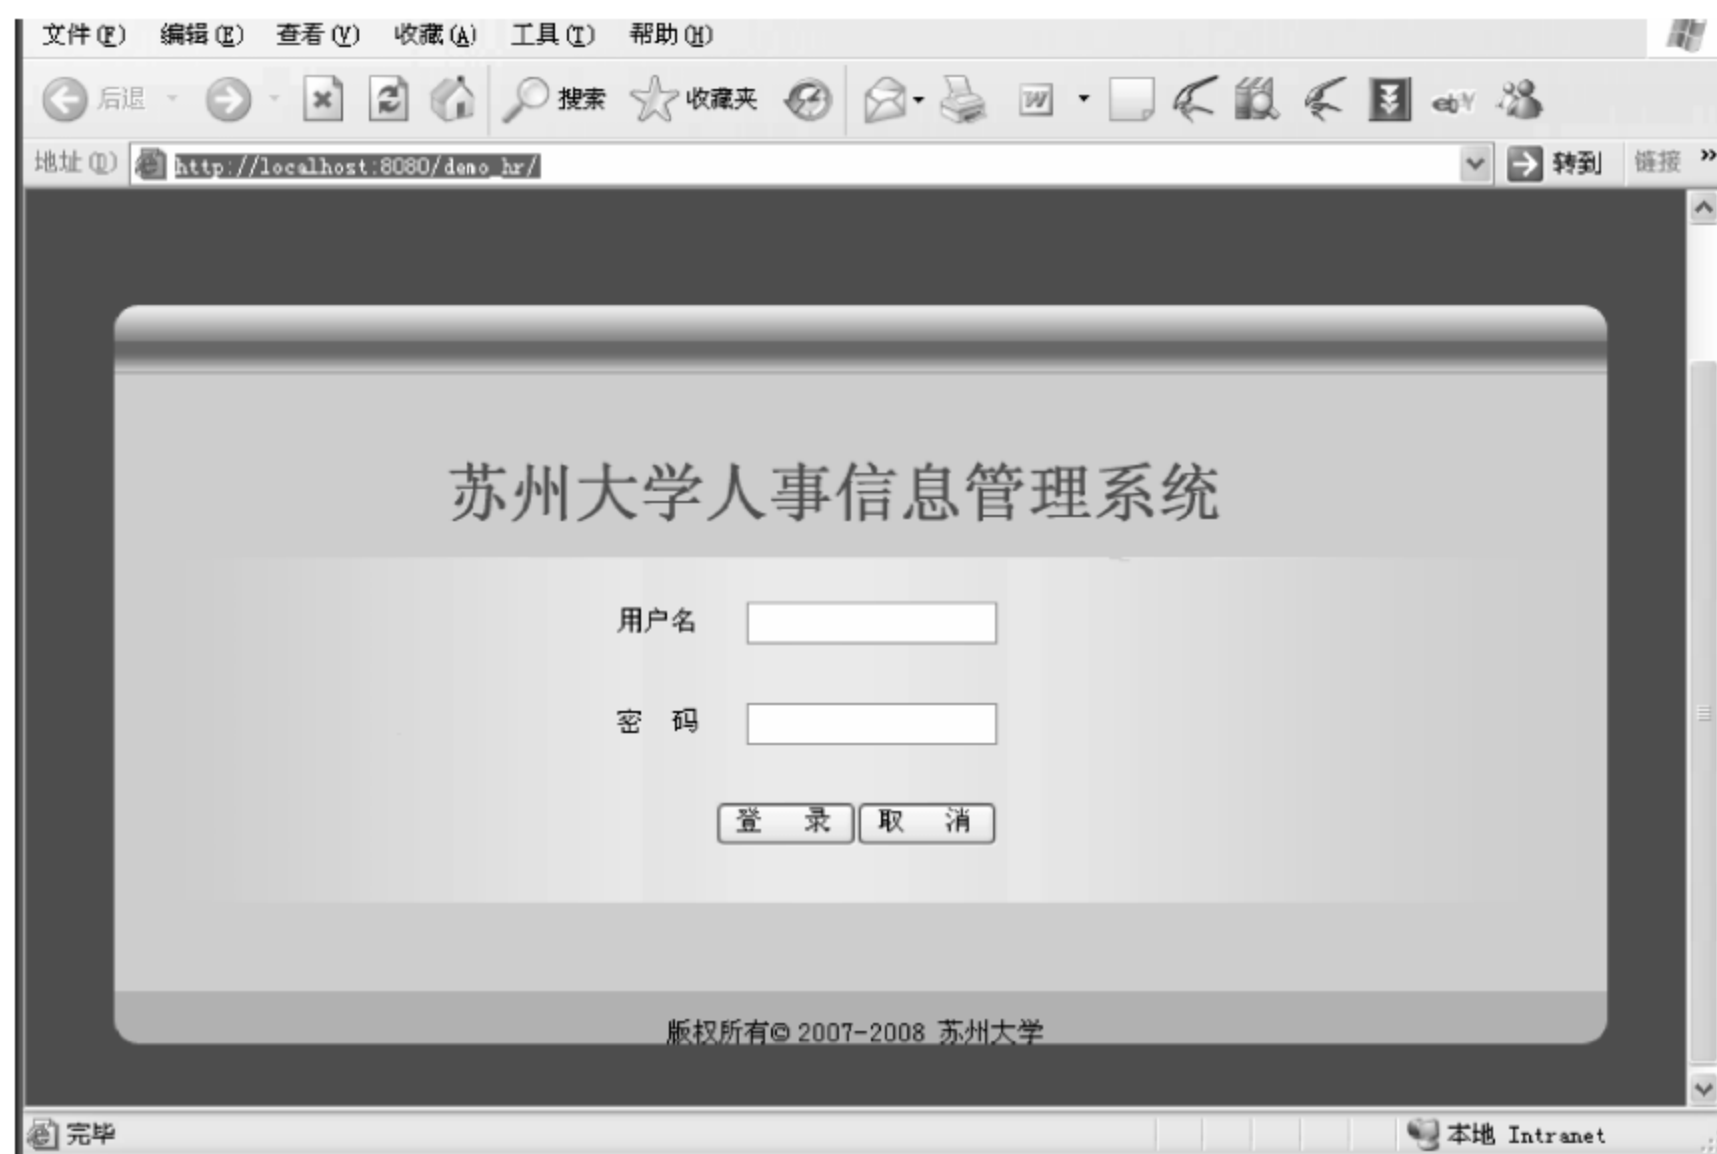 文件(F) 编辑(E) 查看(V) 收藏(A) 工具(T) 帮助(H)
后退 搜索 收藏夹 W ebY
地址(D) http://localhost:8080/demo_hr/ 转到 链接 »
苏州大学人事信息管理系统
用户名
密 码
登 录 取 消
版权所有© 2007-2008 苏州大学
完毕 本地 Intranet